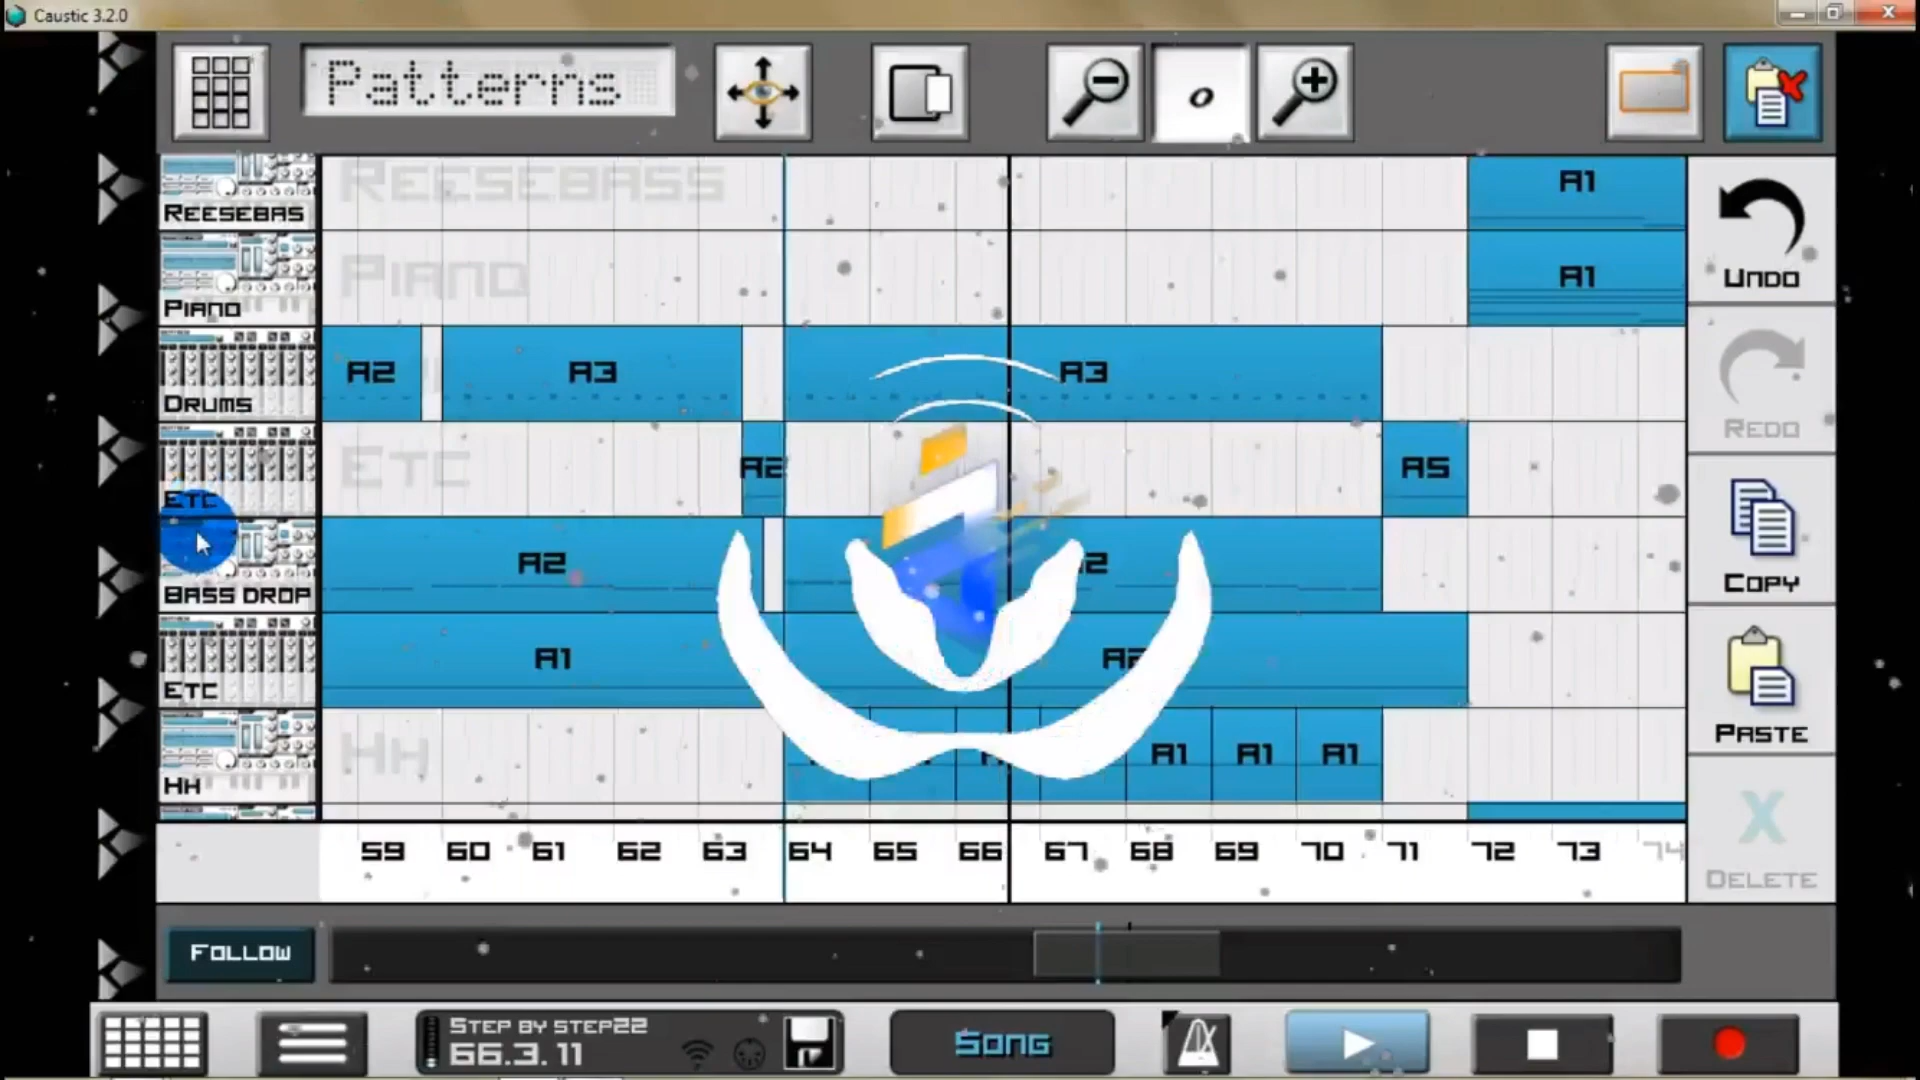 Caustic 3.2.0
Patterns
REESEBASS
A1
REESEBAS
UNDO
PIANO
A1
PIANO
A2
A3
A3
DRUMS
REDO
ETC
A2
A5
ETC
A2
BASS DROP
COPY
A1
A2
ETC
PASTE
HH
A1
A1
A1
HH
59 60 61 62 63 64 65 66 67 68 69 70 71 72 73 74
DELETE
FOLLOW
STEP BY STEP22
66.3.11
SONG